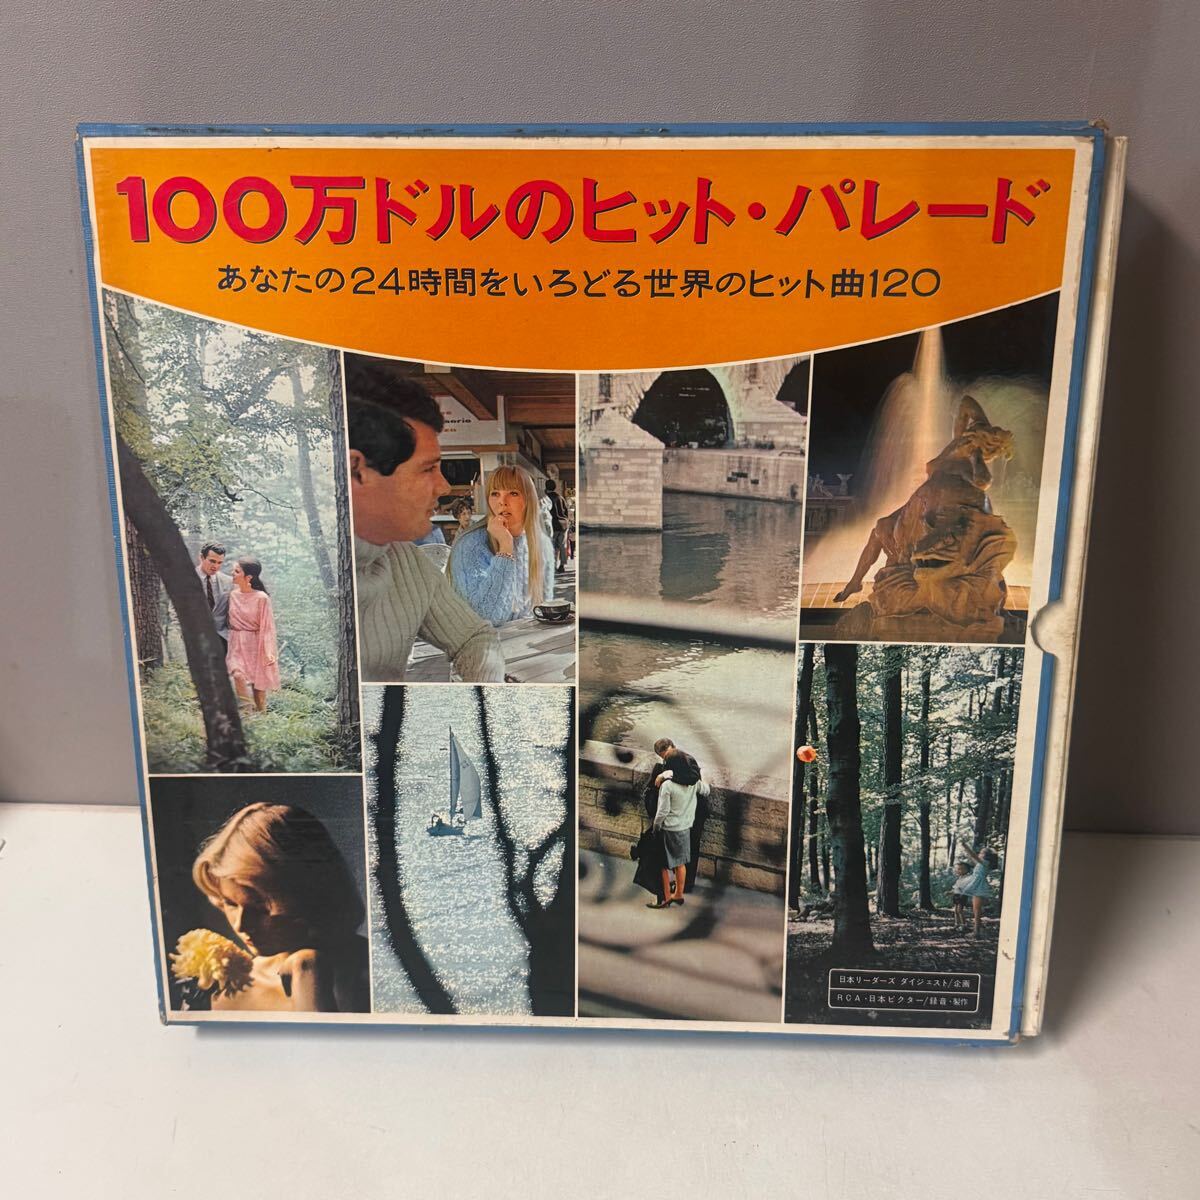 100万ドルのヒット・パレード
あなたの24時間をいろどる世界のヒット曲120
日本リーダーズ ダイジェスト/企画
RCA・日本ビクター/録音・製作